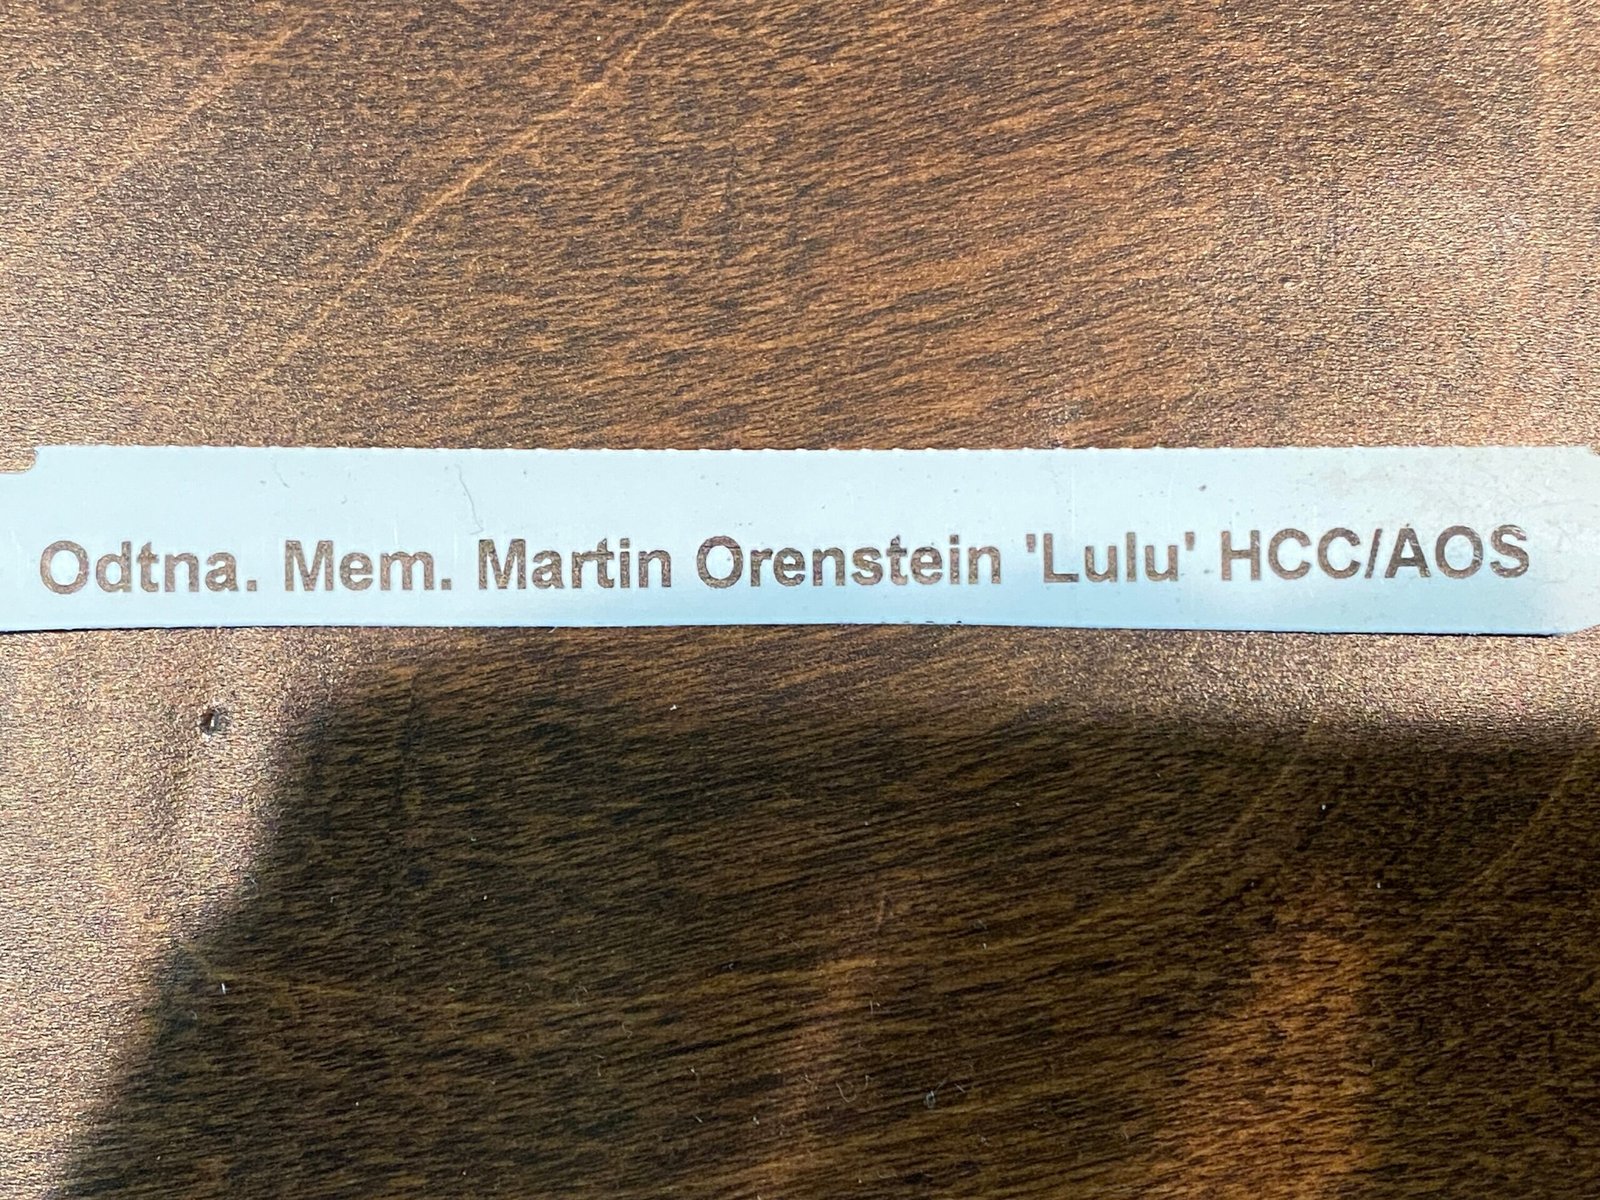 Odtna. Mem. Martin Orenstein 'Lulu' HCC/AOS